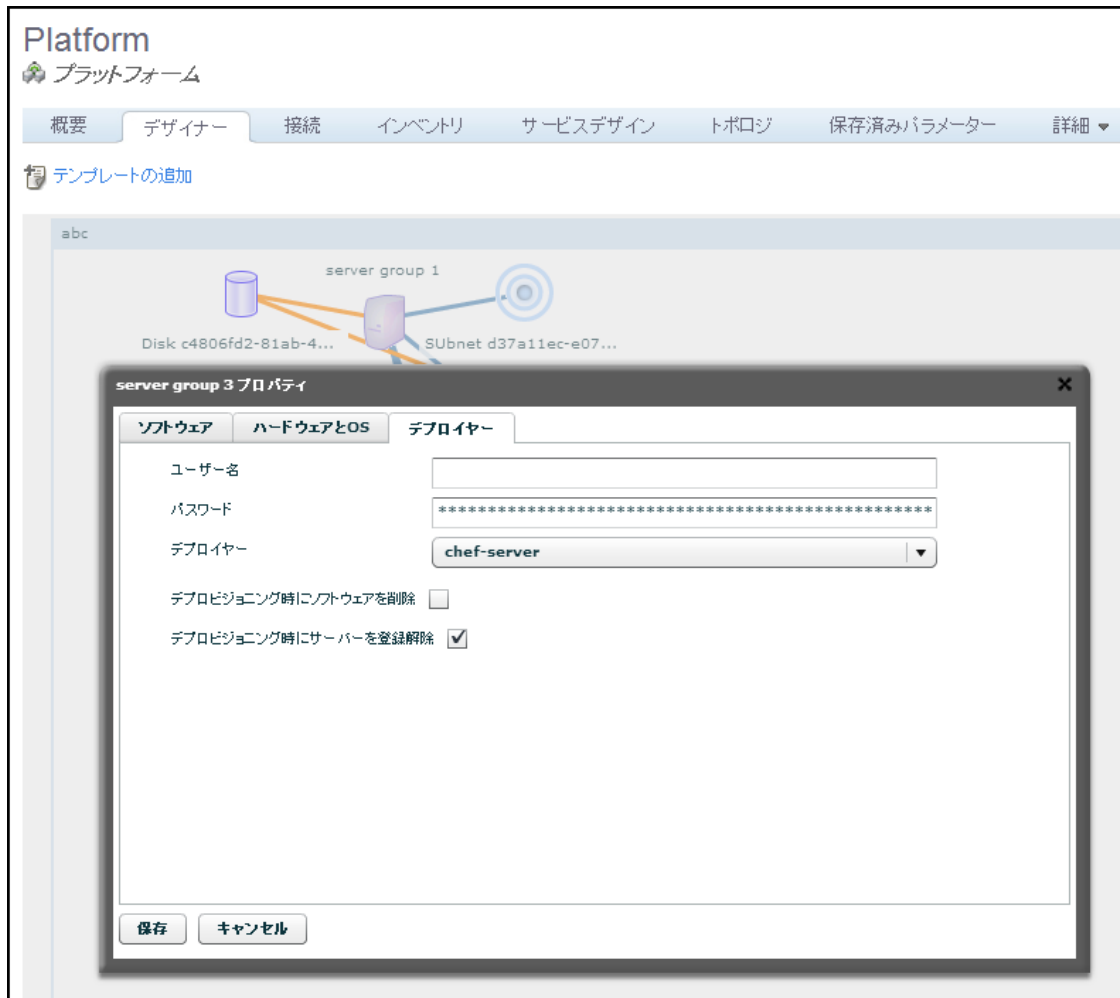 Platform
プラットフォーム
概要 デザイナー 接続 インベントリ サービスデザイン トポロジ 保存済みパラメーター 詳細
テンプレートの追加
abc
server group 1
Disk c4806fd2-81ab-4... SUbnet d37a11ec-e07...
server group 3 プロパティ
ソフトウェア ハードウェアとOS デプロイヤー
ユーザー名
パスワード **************************************************
デプロイヤー chef-server
デプロビジョニング時にソフトウェアを削除
デプロビジョニング時にサーバーを登録解除
保存 キャンセル